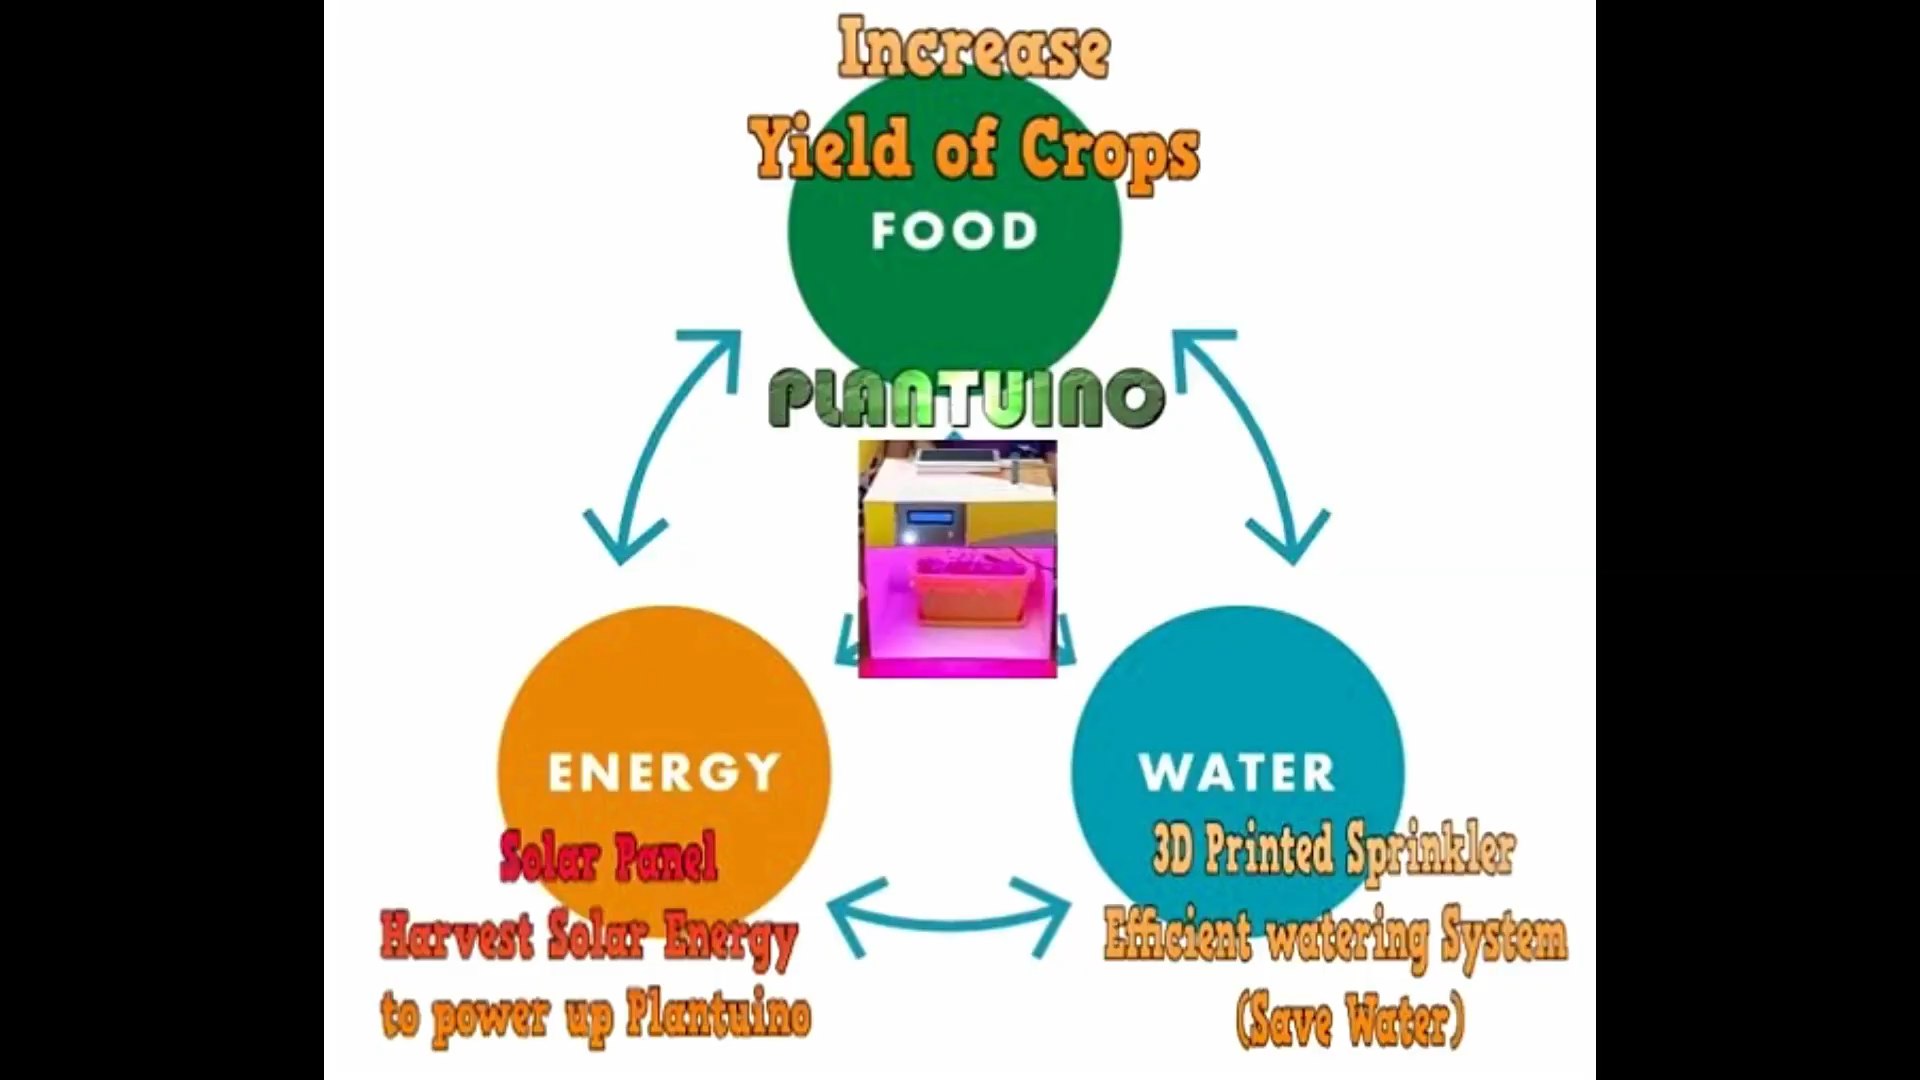 Increase
Yield of Crops
FOOD
PLANTUINO
ENERGY
Solar Panel
Harvest Solar Energy
to power up Plantuino
WATER
3D Printed Sprinkler
Efficient watering System
(Save Water)